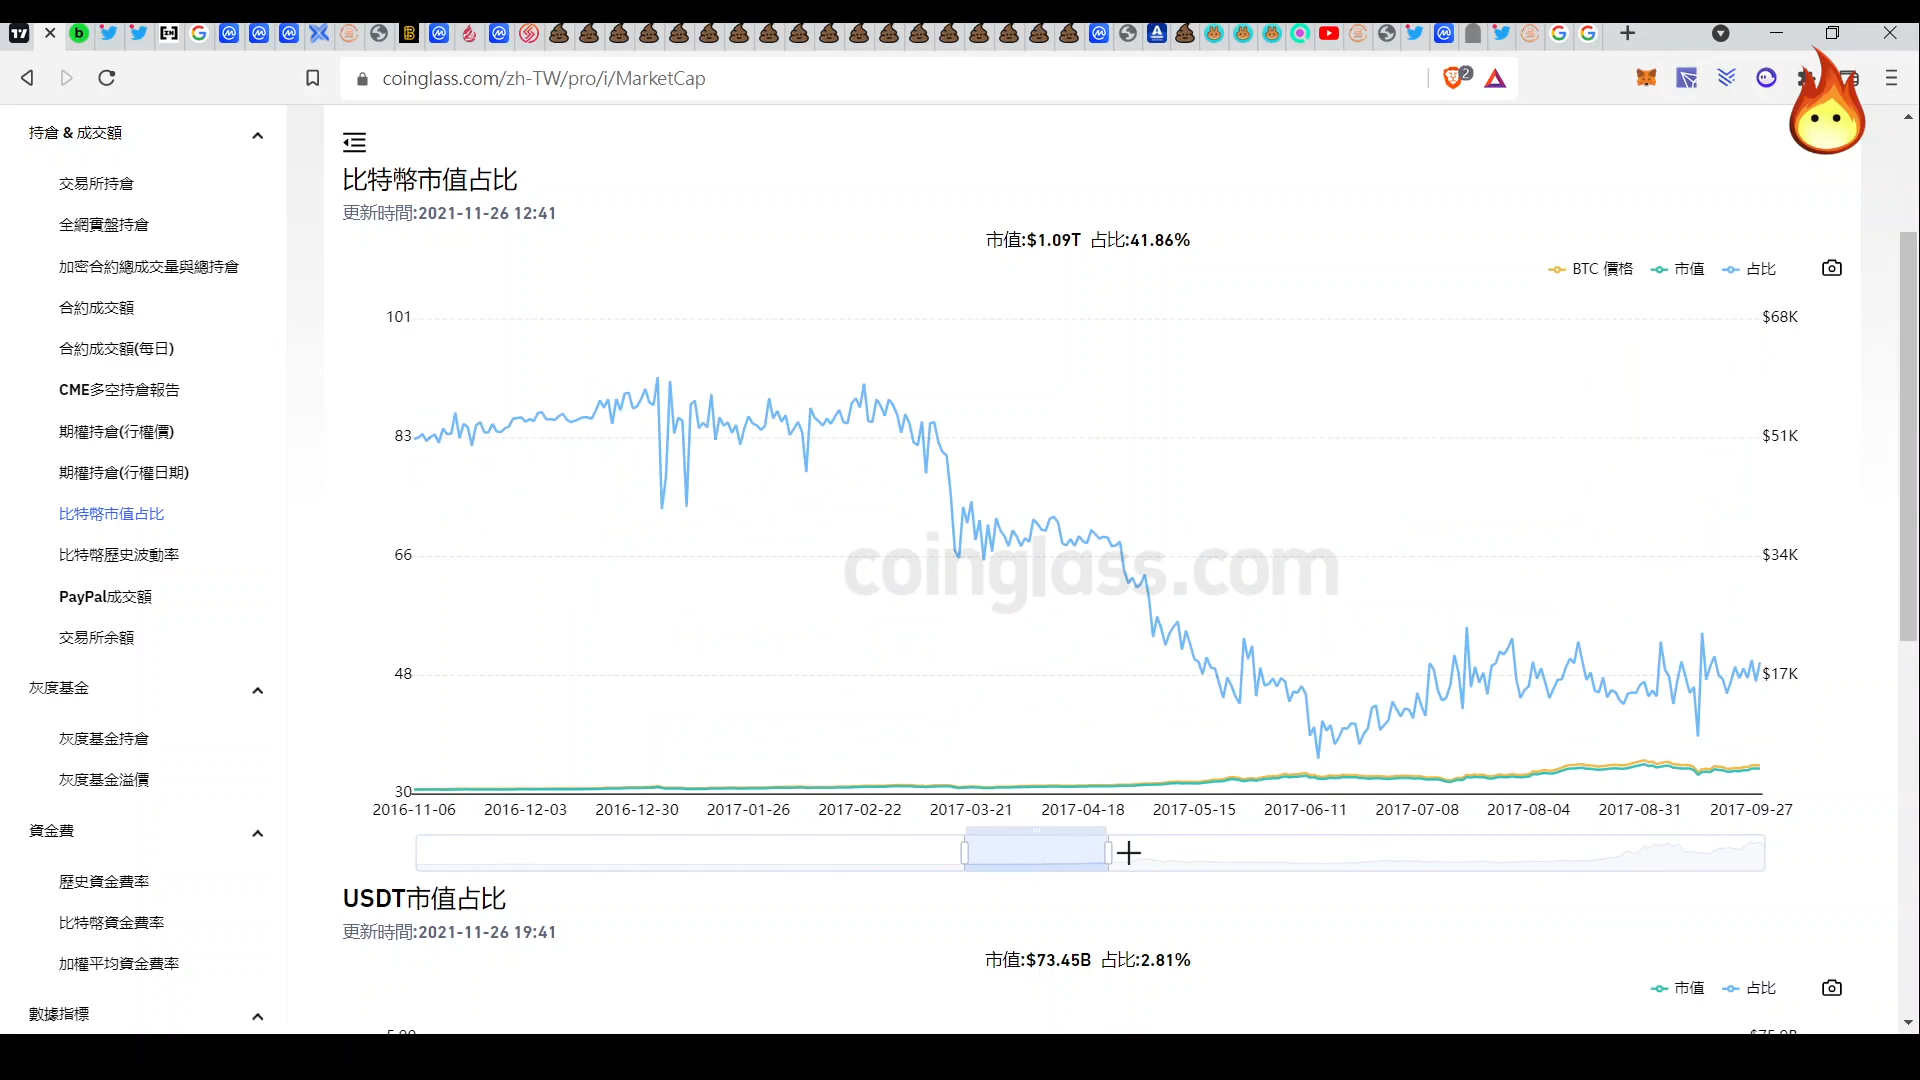 coinglass.com/zh-TW/pro/i/MarketCap
2
持倉 & 成交額
交易所持倉
全網實盤持倉
加密合約總成交量與總持倉
合約成交額
合約成交額(每日)
CME多空持倉報告
期權持倉(行權價)
期權持倉(行權日期)
比特幣市值占比
比特幣歷史波動率
PayPal成交額
交易所余額
灰度基金
灰度基金持倉
灰度基金溢價
資金費
歷史資金費率
比特幣資金費率
加權平均資金費率
數據指標
比特幣市值占比
更新時間:2021-11-26 12:41
市值:$1.09T 占比:41.86%
BTC 價格 市值 占比
101 $68K
83 $51K
66 $34K
48 $17K
30
coinglass.com
2016-11-06 2016-12-03 2016-12-30 2017-01-26 2017-02-22 2017-03-21 2017-04-18 2017-05-15 2017-06-11 2017-07-08 2017-08-04 2017-08-31 2017-09-27
USDT市值占比
更新時間:2021-11-26 19:41
市值:$73.45B 占比:2.81%
市值 占比